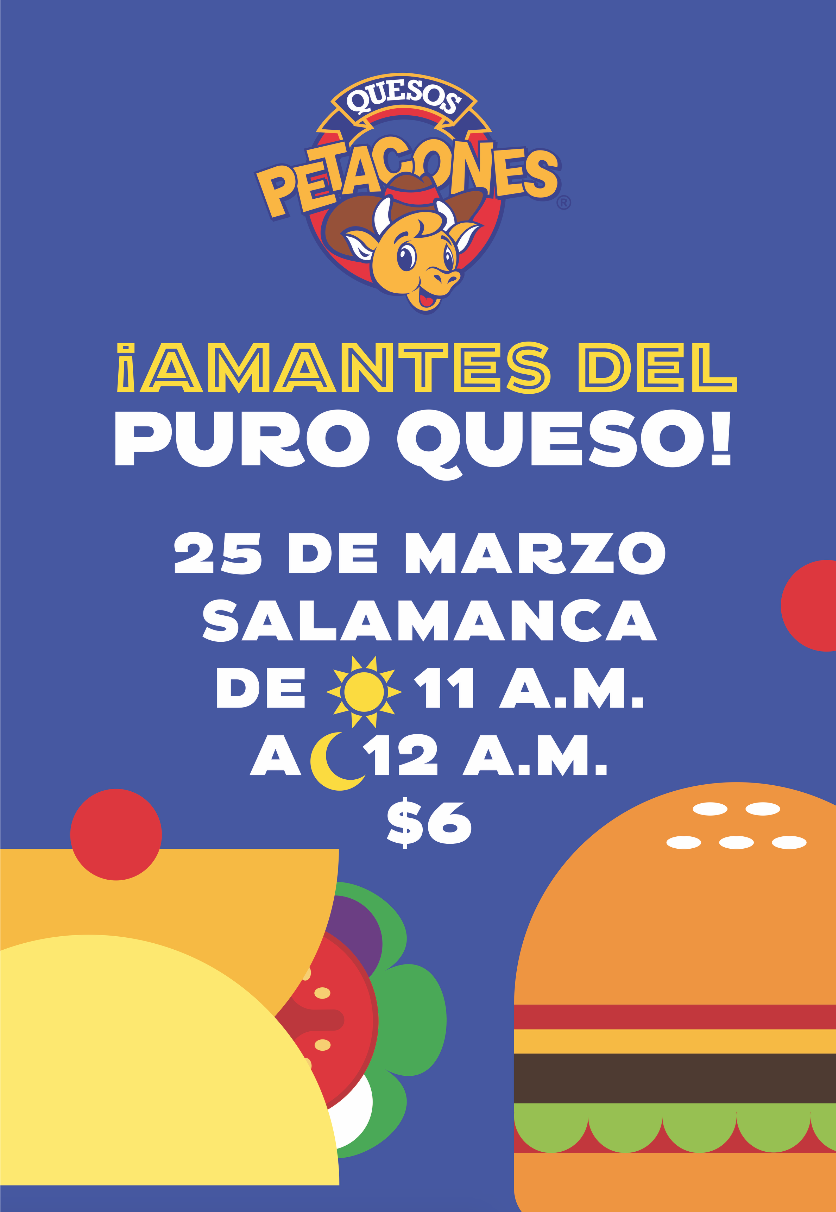 QUESOS
PETACONES
®
¡AMANTES DEL
PURO QUESO!
25 DE MARZO
SALAMANCA
DE 11 A.M.
A 12 A.M.
$6